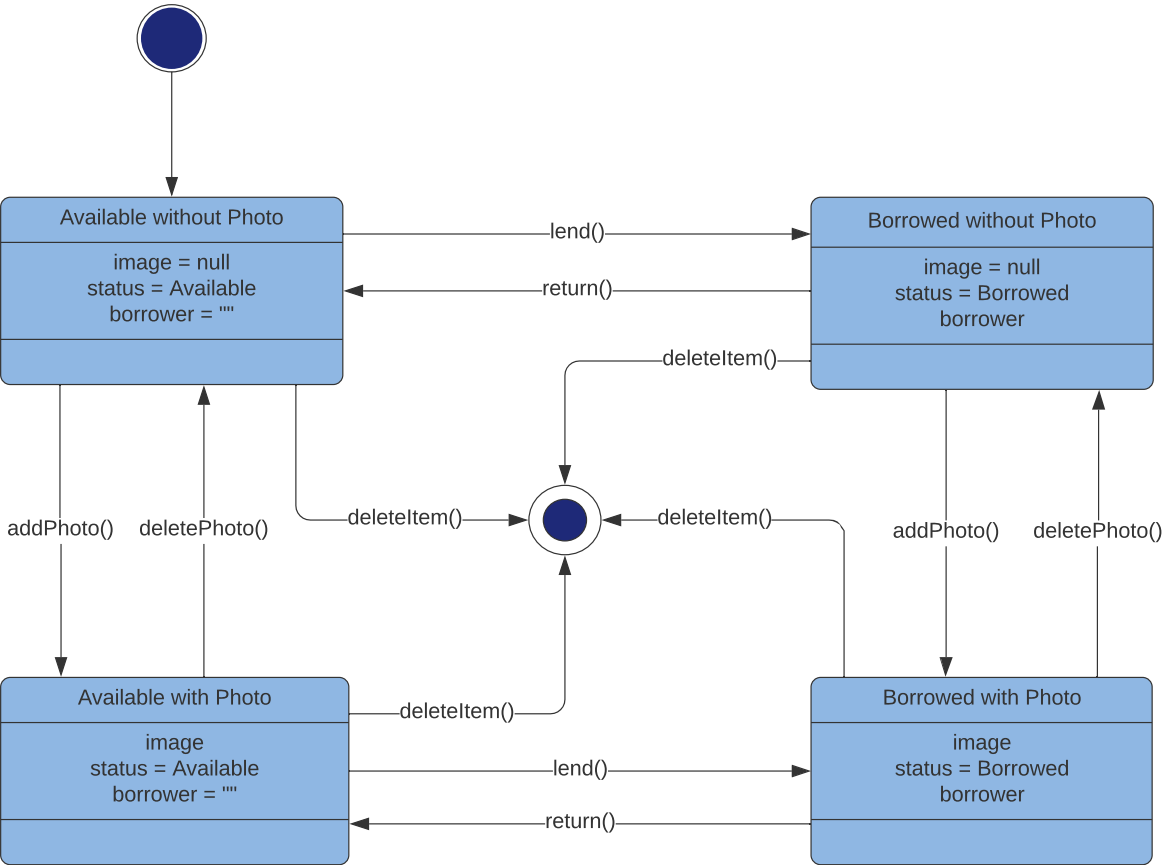 Available without Photo
image = null
status = Available
borrower = ""
lend()
return()
Borrowed without Photo
image = null
status = Borrowed
borrower
deleteItem()
addPhoto()
deletePhoto()
deleteItem()
deleteItem()
addPhoto()
deletePhoto()
Available with Photo
image
status = Available
borrower = ""
deleteItem()
lend()
return()
Borrowed with Photo
image
status = Borrowed
borrower